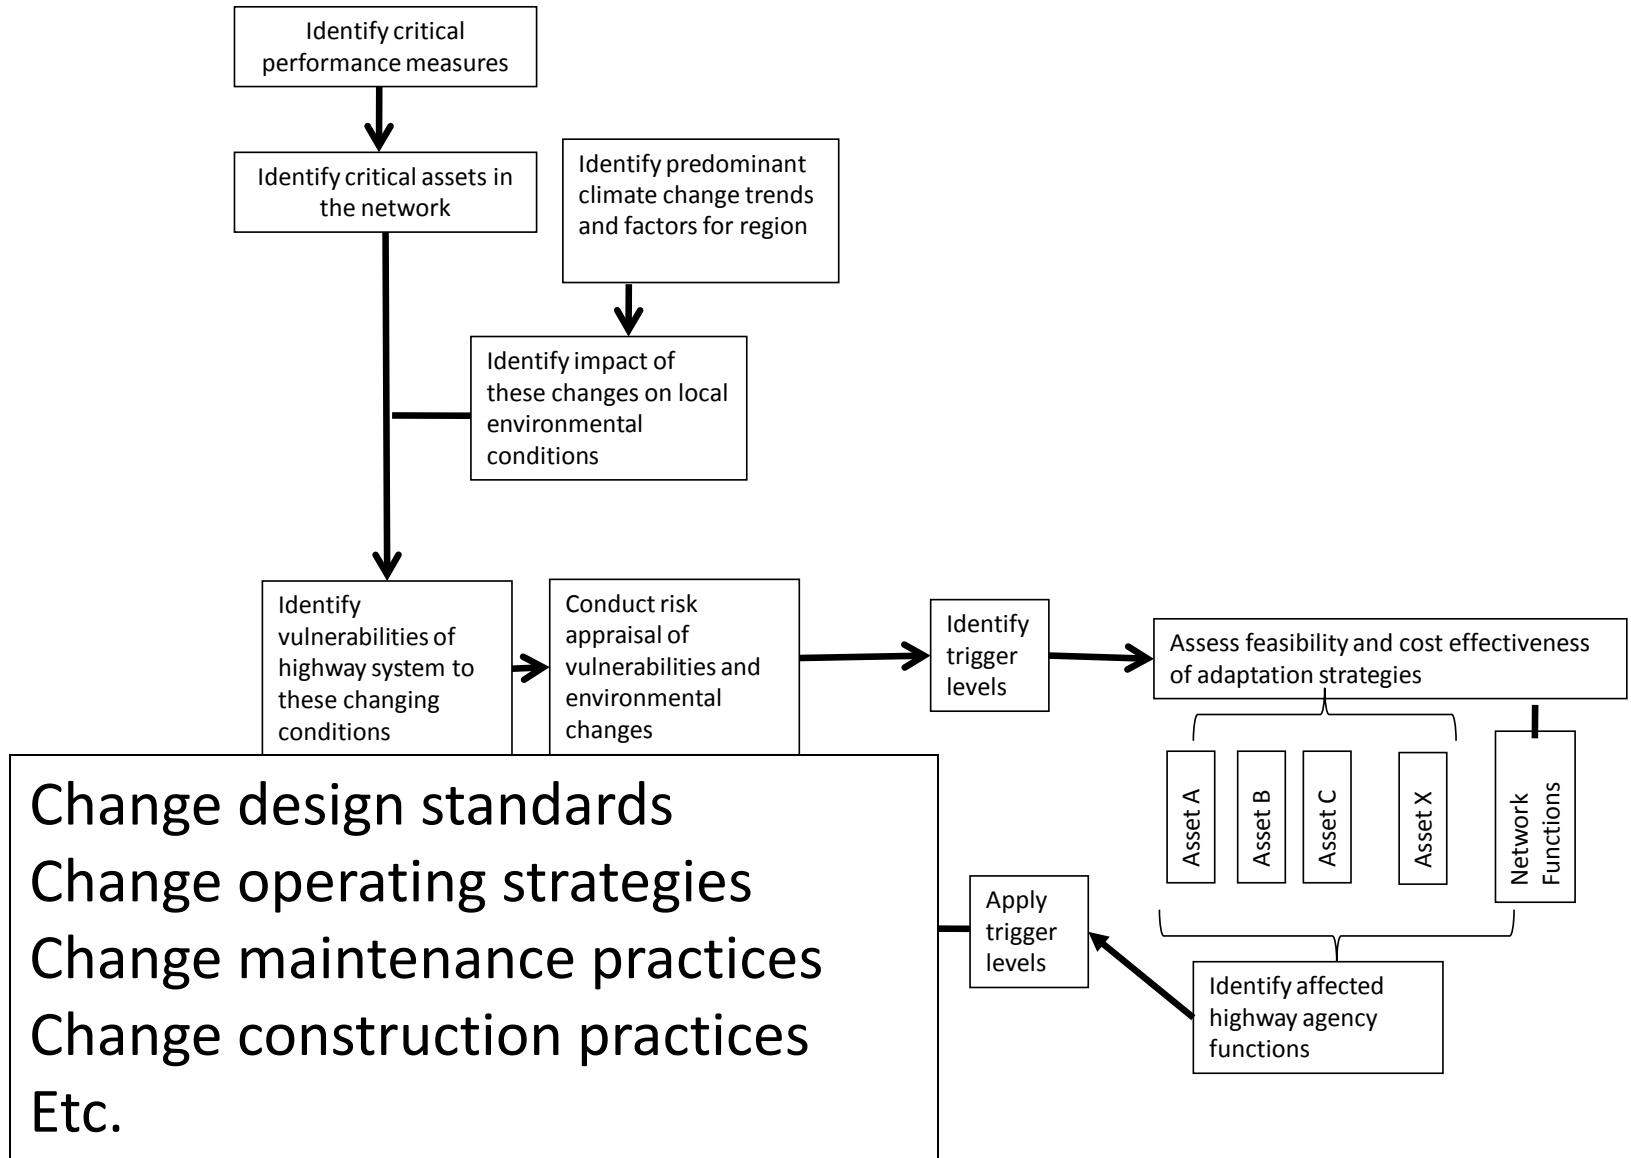 Identify critical
performance measures
Identify critical assets in
the network
Identify predominant
climate change trends
and factors for region
Identify impact of
these changes on local
environmental
conditions
Identify
vulnerabilities of
highway system to
these changing
conditions
Conduct risk
appraisal of
vulnerabilities and
environmental
changes
Identify
trigger
levels
Assess feasibility and cost effectiveness
of adaptation strategies
Asset A
Asset B
Asset C
Asset X
Network
Functions
Identify affected
highway agency
functions
Apply
trigger
levels
Change design standards
Change operating strategies
Change maintenance practices
Change construction practices
Etc.